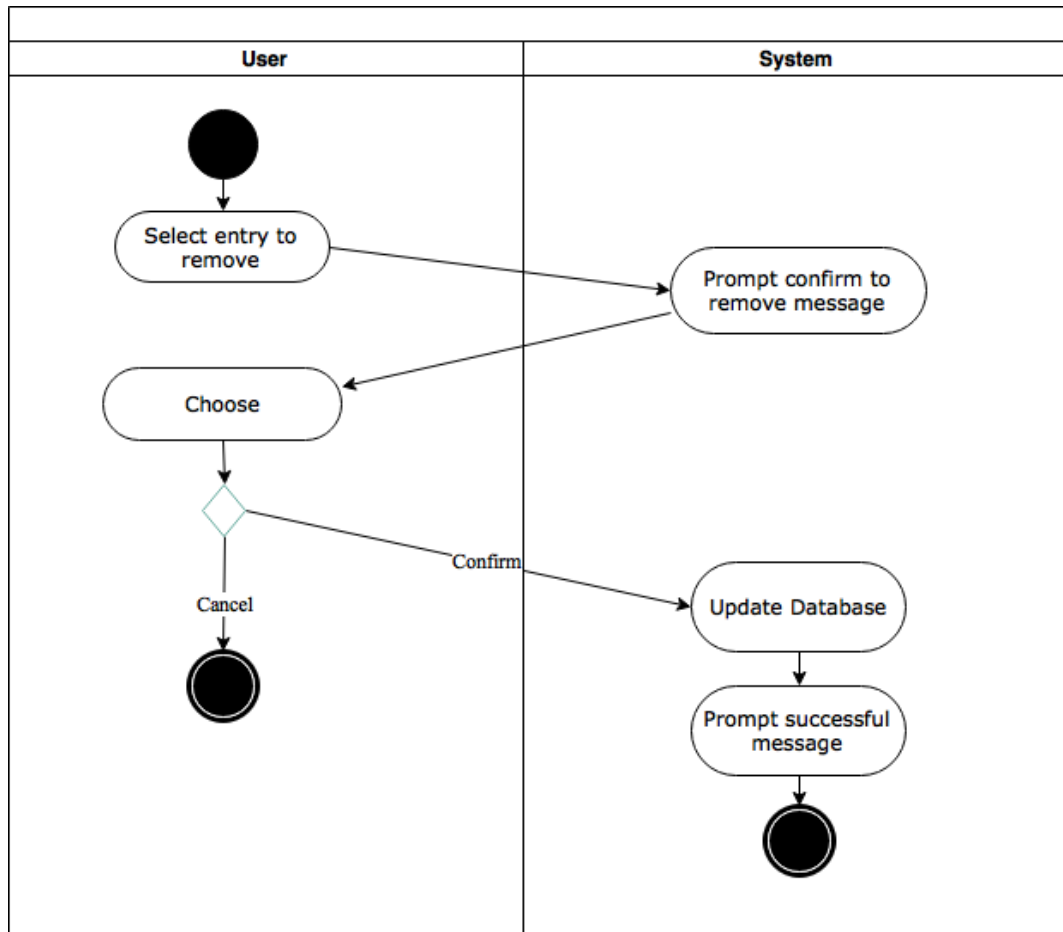 User
System
Select entry to
remove
Prompt confirm to
remove message
Choose
Confirm
Cancel
Update Database
Prompt successful
message